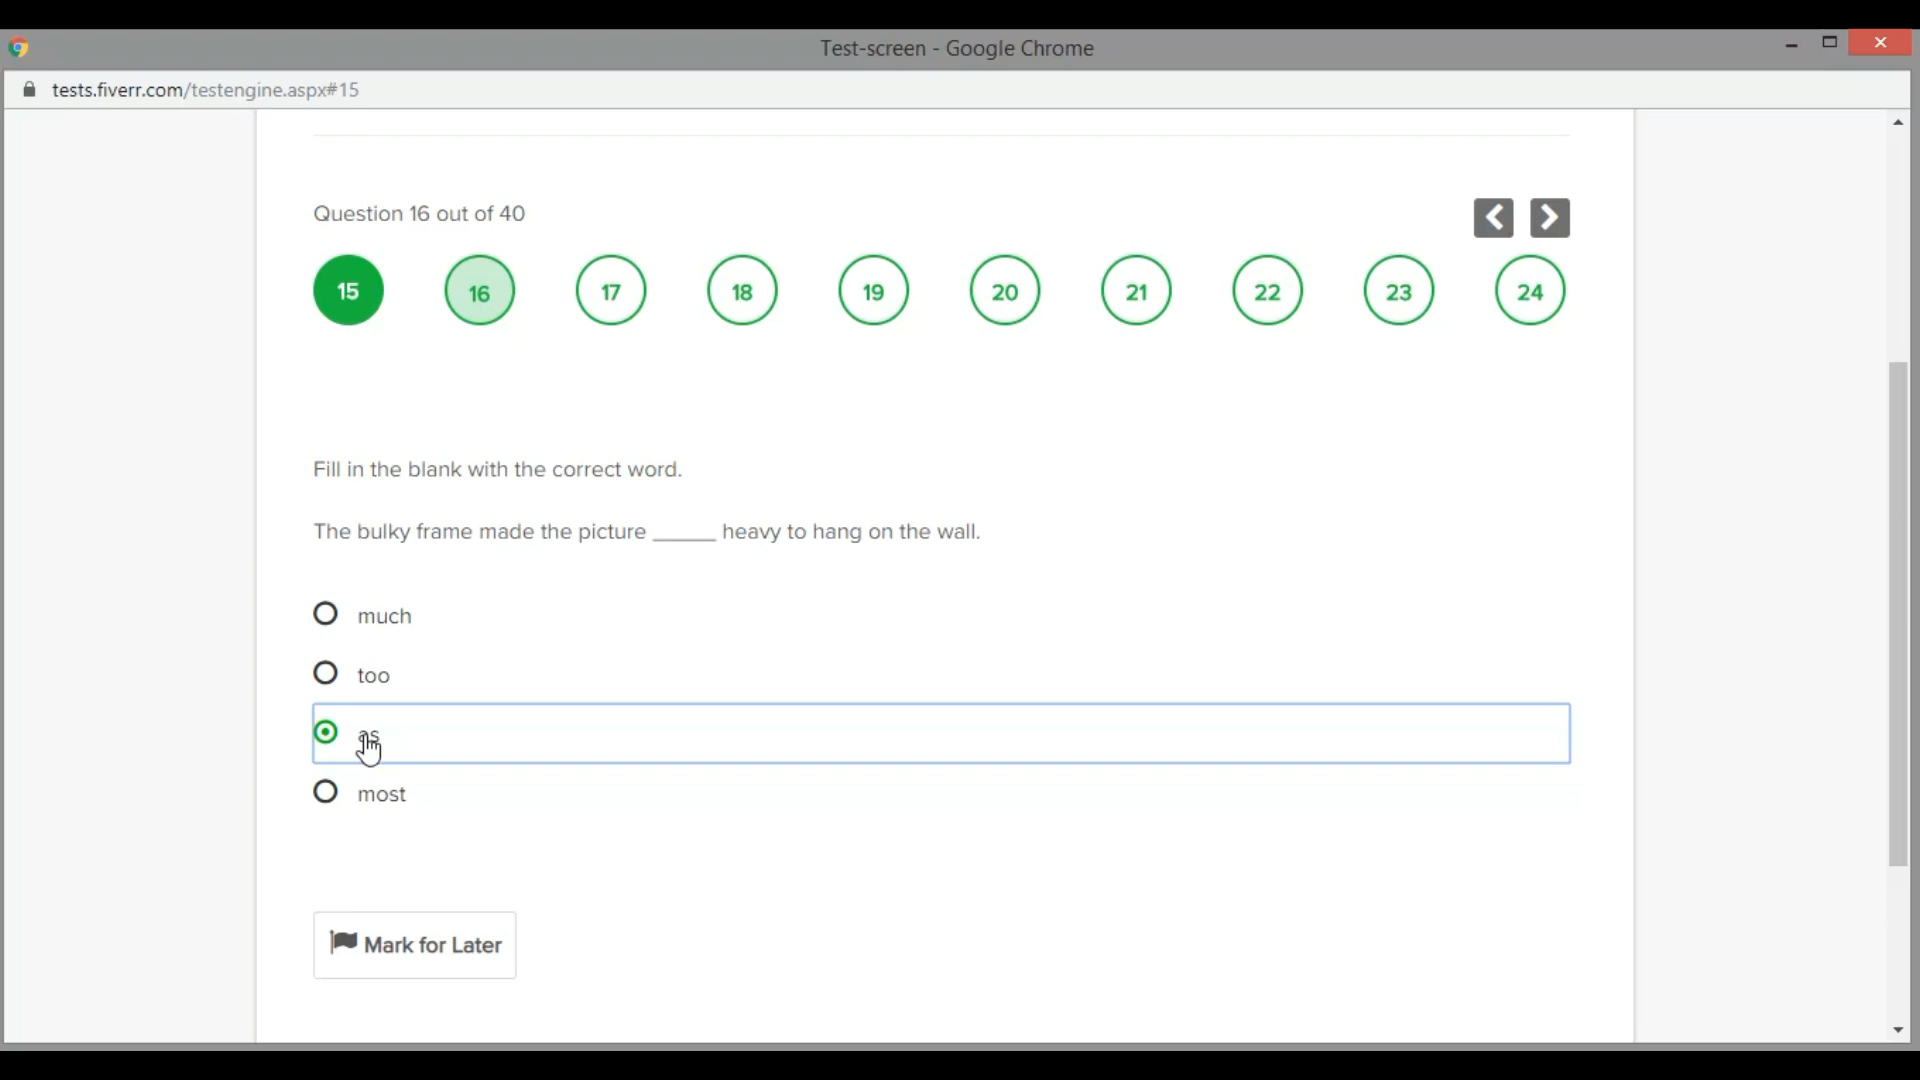 Test-screen - Google Chrome
tests.fiverr.com/testengine.aspx#15
Question 16 out of 40
15 16 17 18 19 20 21 22 23 24
Fill in the blank with the correct word.
The bulky frame made the picture ______ heavy to hang on the wall.
much
too
as
most
Mark for Later